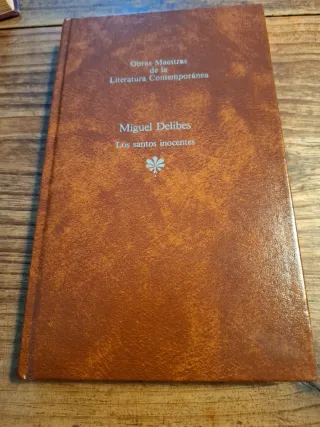 Obras Maestras
de la
Literatura Contemporánea
Miguel Delibes
Los santos inocentes